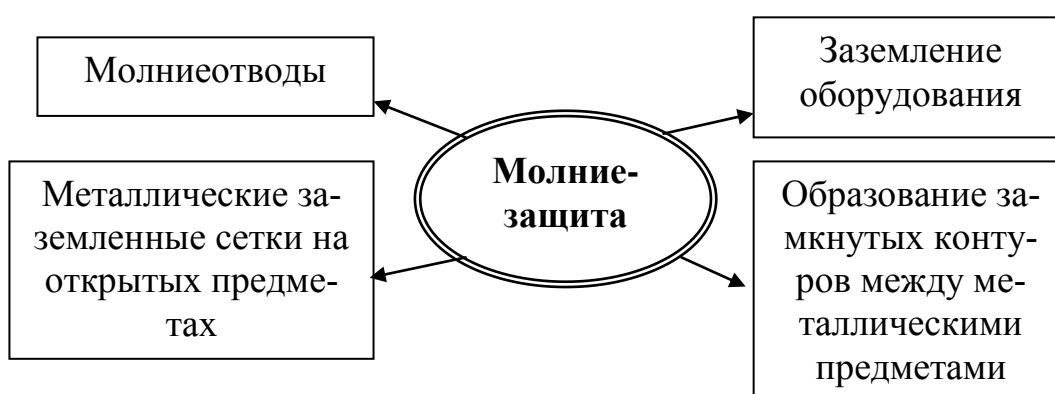 Молниеотводы
Заземление
оборудования
Молние-
защита
Металлические за-
земленные сетки на
открытых предме-
тах
Образование за-
мкнутых конту-
ров между ме-
таллическими
предметами